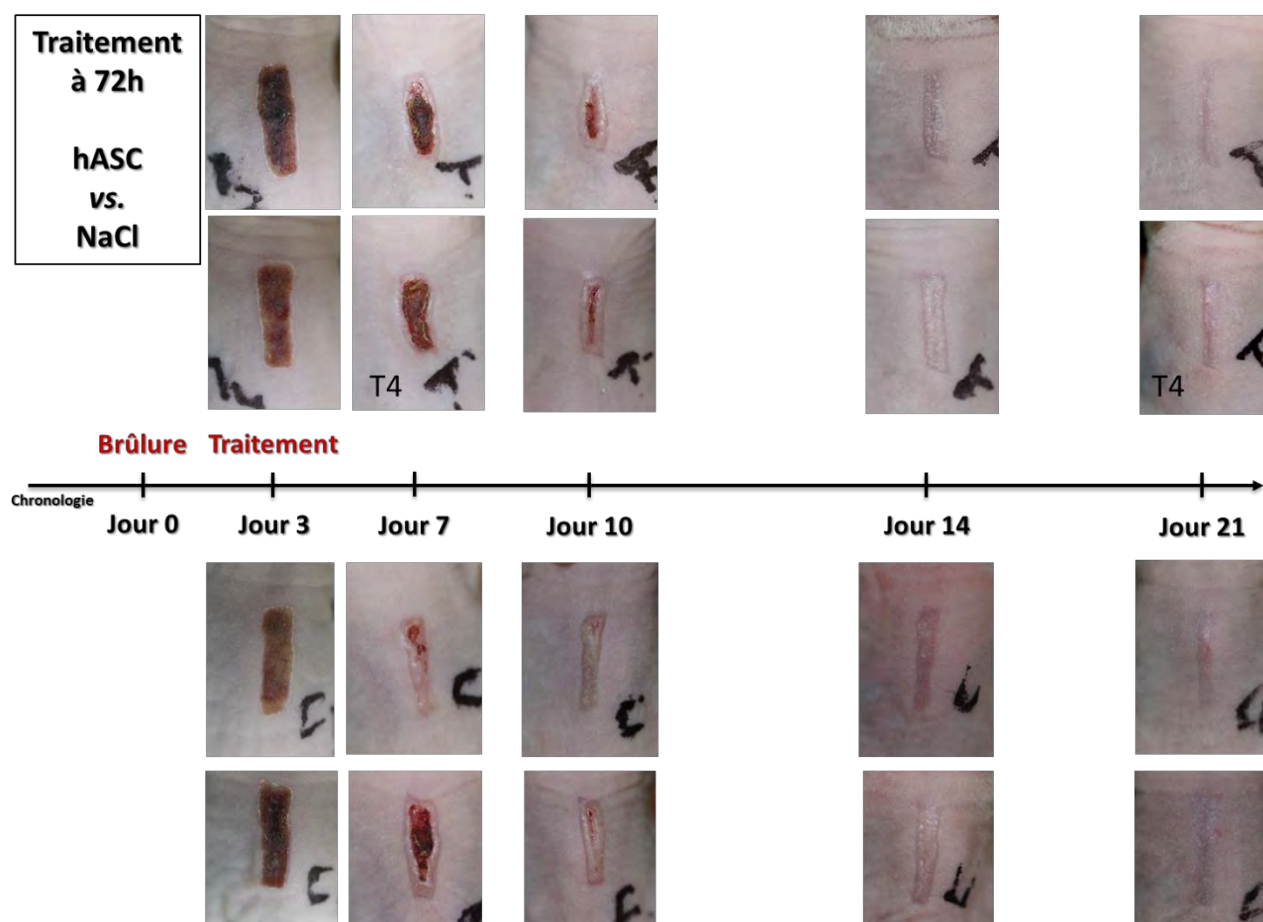 Traitement
à 72h
hASC
vs.
NaCl
T4
T4
Brûlure Traitement
Chronologie
Jour 0 Jour 3 Jour 7 Jour 10 Jour 14 Jour 21